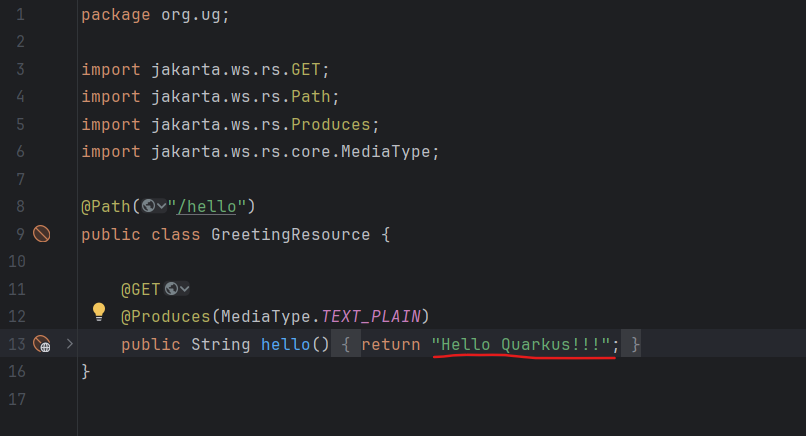 1 package org.ug;
2
3 import jakarta.ws.rs.GET;
4 import jakarta.ws.rs.Path;
5 import jakarta.ws.rs.Produces;
6 import jakarta.ws.rs.core.MediaType;
7
8 @Path("/hello")
9 public class GreetingResource {
10
11 @GET
12 @Produces(MediaType.TEXT_PLAIN)
13 public String hello() { return "Hello Quarkus!!!"; }
16 }
17